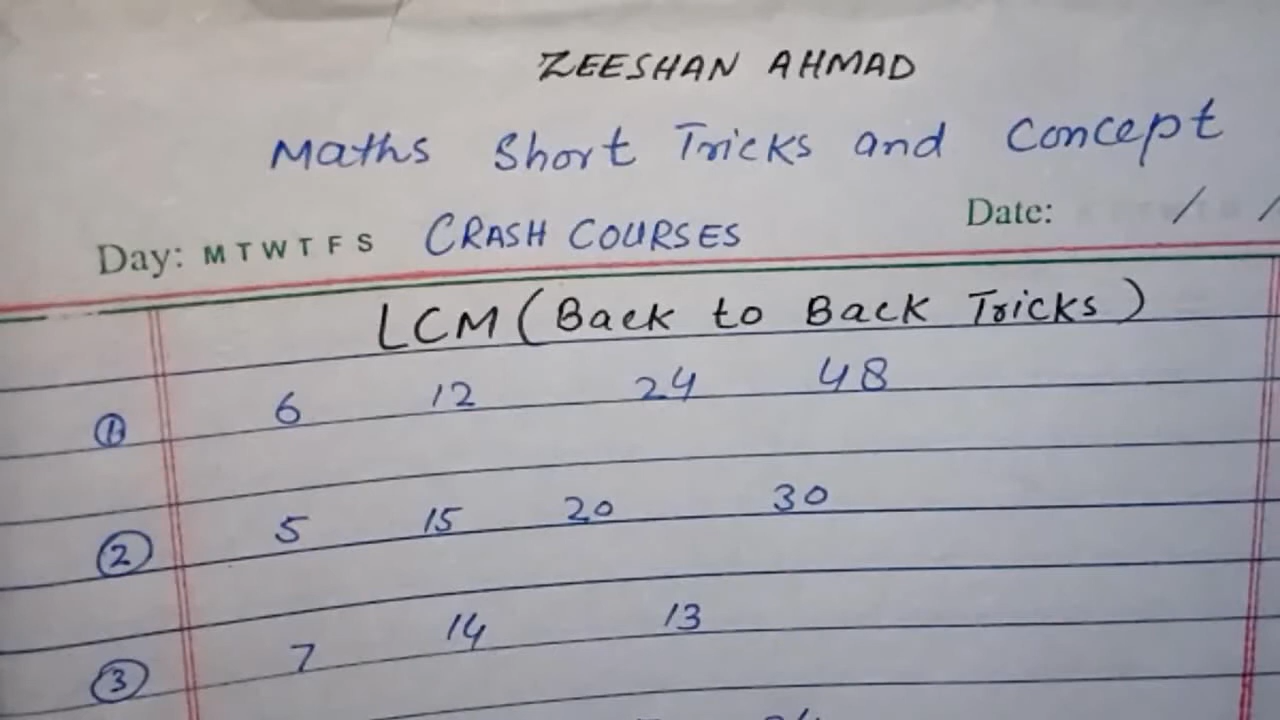 ZEESHAN AHMAD
Maths Short Tricks and Concept
Day: M T W T F S CRASH COURSES Date: / /
LCM (Back to Back Tricks)
① 6 12 24 48
② 5 15 20 30
③ 7 14 13